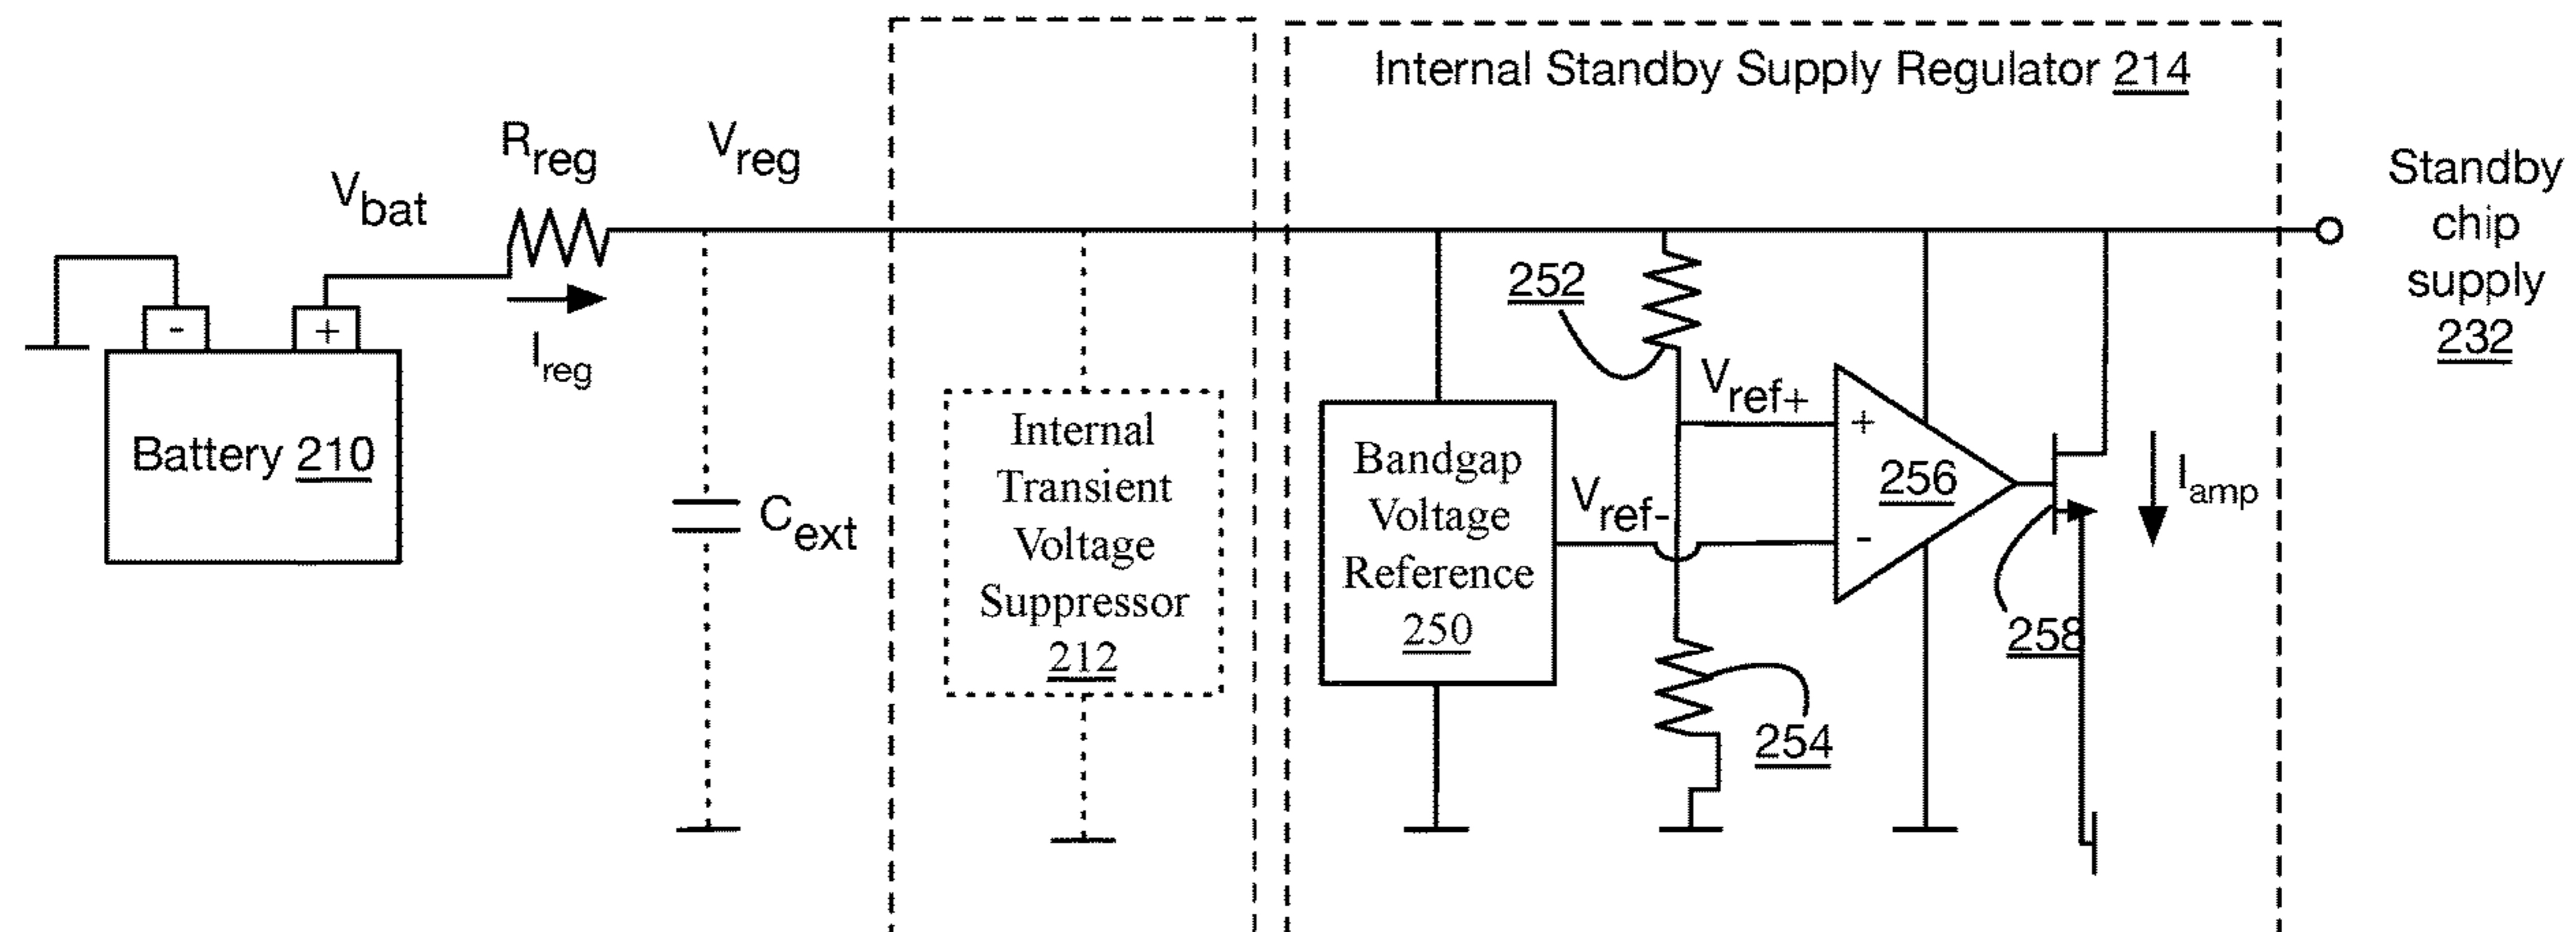 Internal Standby Supply Regulator 214
Standby
chip
supply
232
Vbat
Rreg
Vreg
Ireg
- +
Battery 210
Cext
Internal
Transient
Voltage
Suppressor
212
Bandgap
Voltage
Reference
250
252
Vref+
Vref-
+
-
256
254
258
Iamp